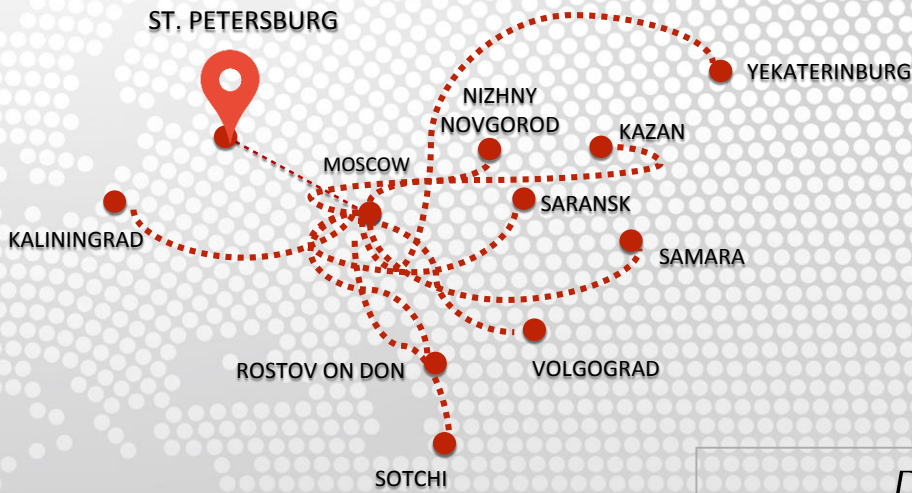 ST. PETERSBURG
YEKATERINBURG
NIZHNY
NOVGOROD
KAZAN
MOSCOW
SARANSK
KALININGRAD
SAMARA
ROSTOV ON DON
VOLGOGRAD
SOTCHI